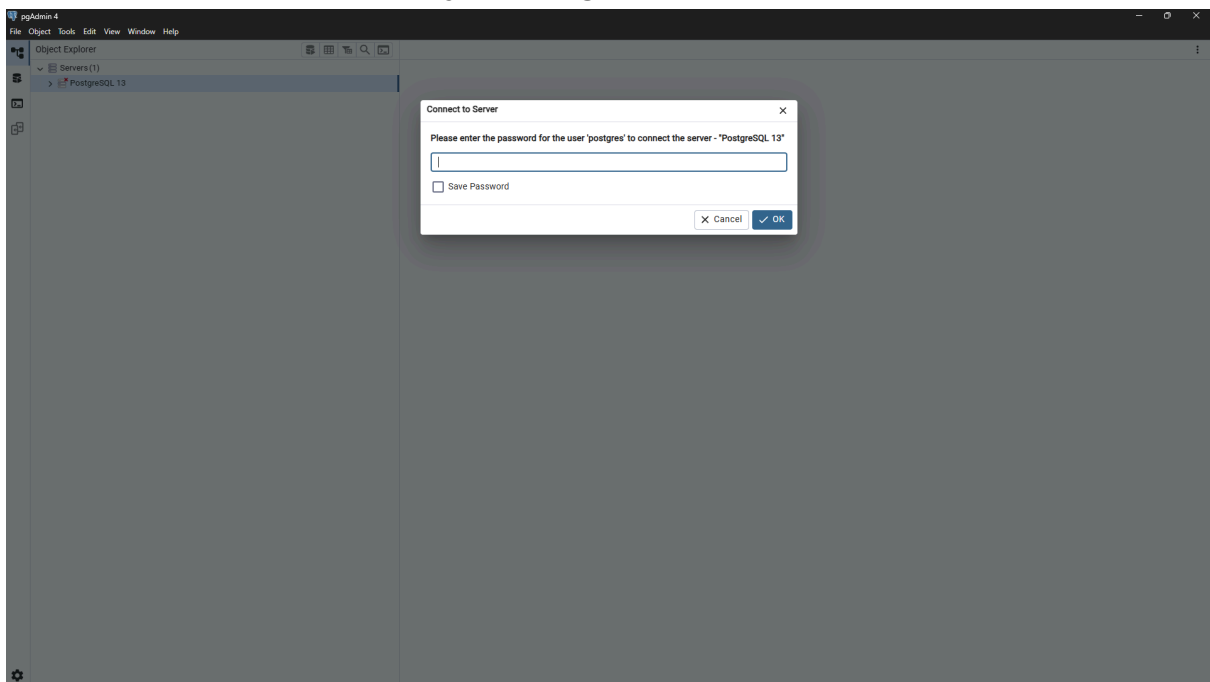 pgAdmin 4
File Object Tools Edit View Window Help
Object Explorer
Servers (1)
PostgreSQL 13
Connect to Server
Please enter the password for the user 'postgres' to connect the server - "PostgreSQL 13"
Save Password
Cancel OK